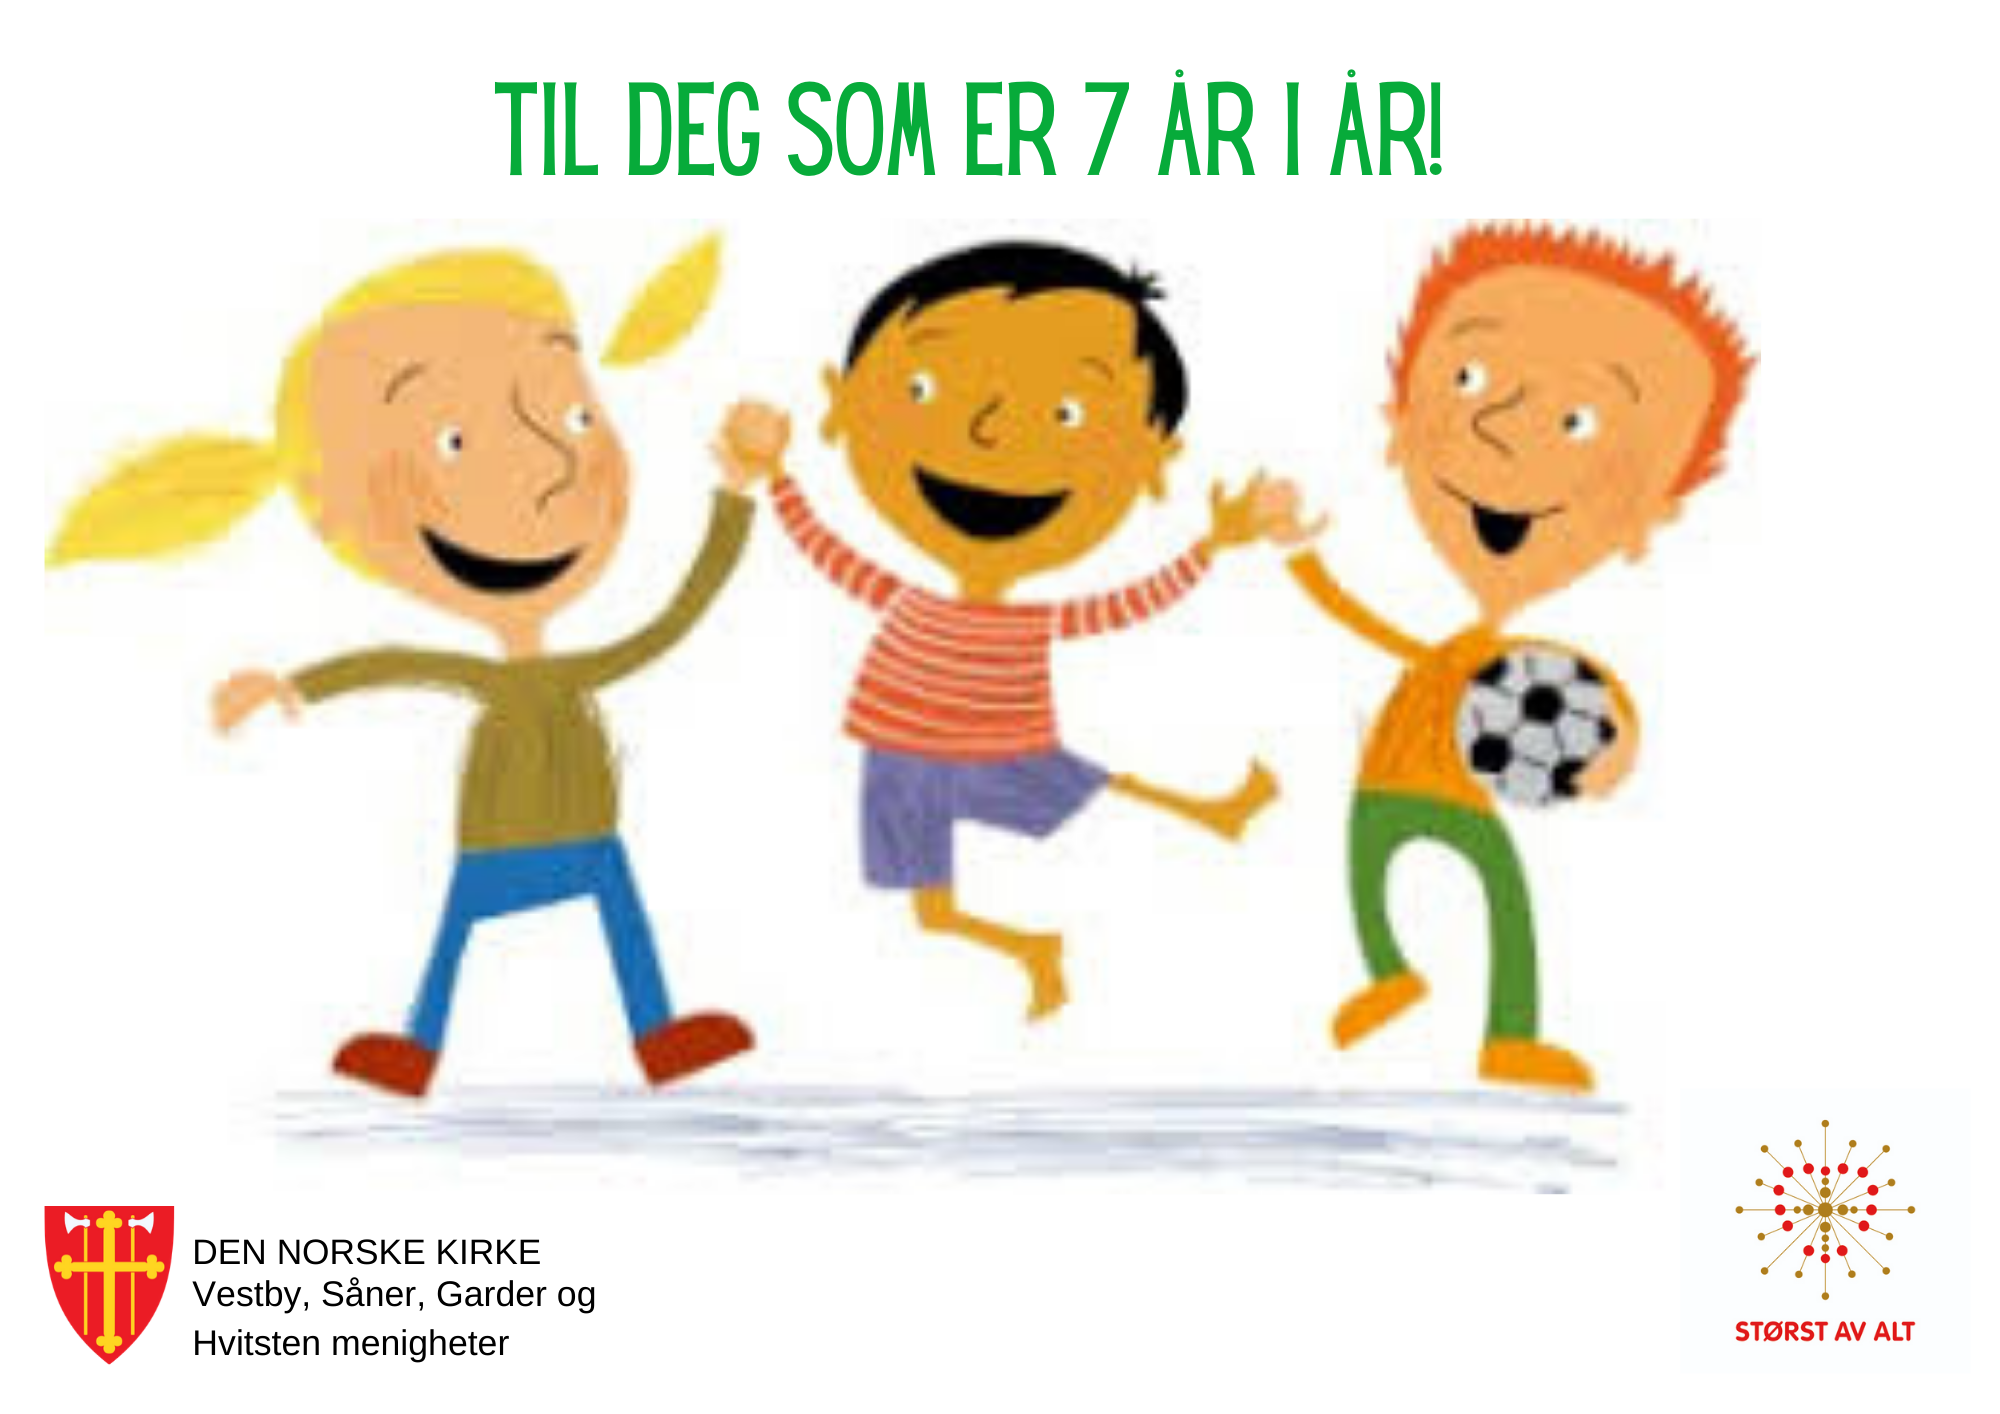 TIL DEG SOM ER 7 ÅR I ÅR!
DEN NORSKE KIRKE
Vestby, Såner, Garder og
Hvitsten menigheter
STØRST AV ALT